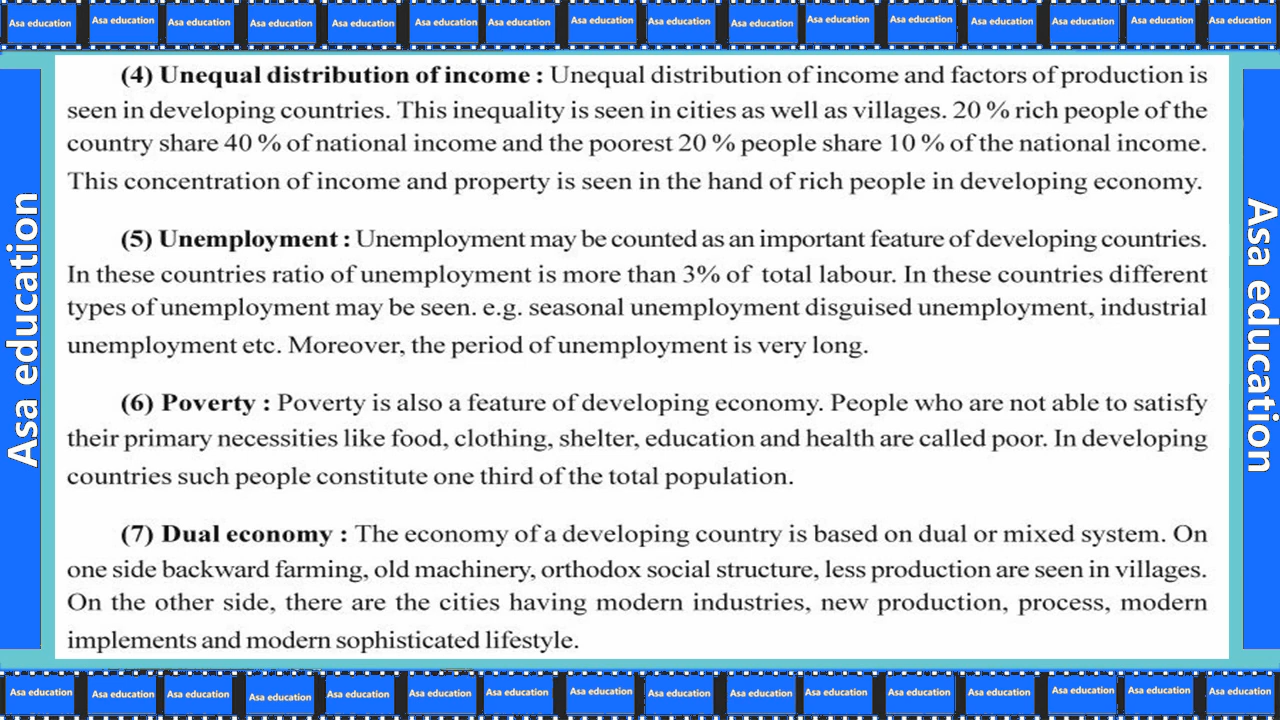 Asa education Asa education Asa education Asa education Asa education Asa education Asa education Asa education Asa education Asa education Asa education Asa education Asa education Asa education Asa education Asa education
Asa education
(4) Unequal distribution of income : Unequal distribution of income and factors of production is
seen in developing countries. This inequality is seen in cities as well as villages. 20 % rich people of the
country share 40 % of national income and the poorest 20 % people share 10 % of the national income.
This concentration of income and property is seen in the hand of rich people in developing economy.
(5) Unemployment : Unemployment may be counted as an important feature of developing countries.
In these countries ratio of unemployment is more than 3% of total labour. In these countries different
types of unemployment may be seen. e.g. seasonal unemployment disguised unemployment, industrial
unemployment etc. Moreover, the period of unemployment is very long.
(6) Poverty : Poverty is also a feature of developing economy. People who are not able to satisfy
their primary necessities like food, clothing, shelter, education and health are called poor. In developing
countries such people constitute one third of the total population.
(7) Dual economy : The economy of a developing country is based on dual or mixed system. On
one side backward farming, old machinery, orthodox social structure, less production are seen in villages.
On the other side, there are the cities having modern industries, new production, process, modern
implements and modern sophisticated lifestyle.
Asa education
Asa education Asa education Asa education Asa education Asa education Asa education Asa education Asa education Asa education Asa education Asa education Asa education Asa education Asa education Asa education Asa education